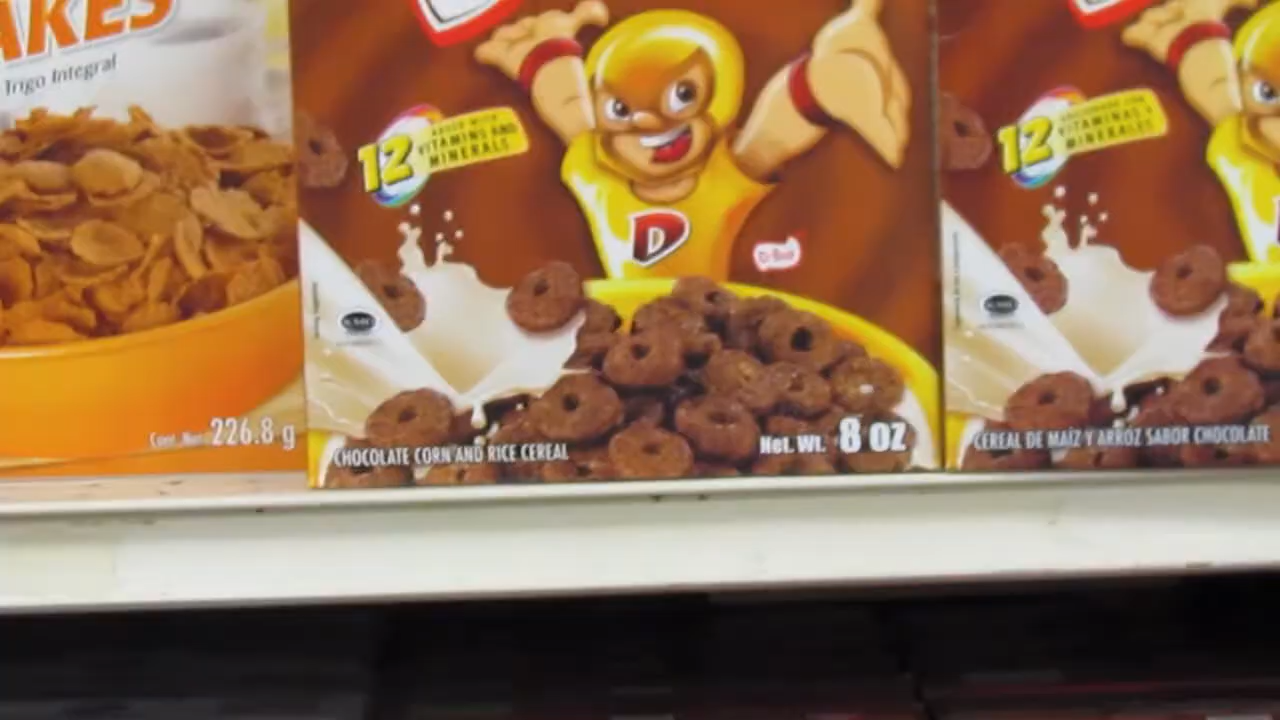 AKES
Trigo Integral
Cont. Net. 226.8 g
12
VITAMINS AND
MINERALS
D
CHOCOLATE CORN AND RICE CEREAL
Net. Wt. 8 OZ
12
VITAMINAS Y
MINERALES
CEREAL DE MAÍZ Y ARROZ SABOR CHOCOLATE